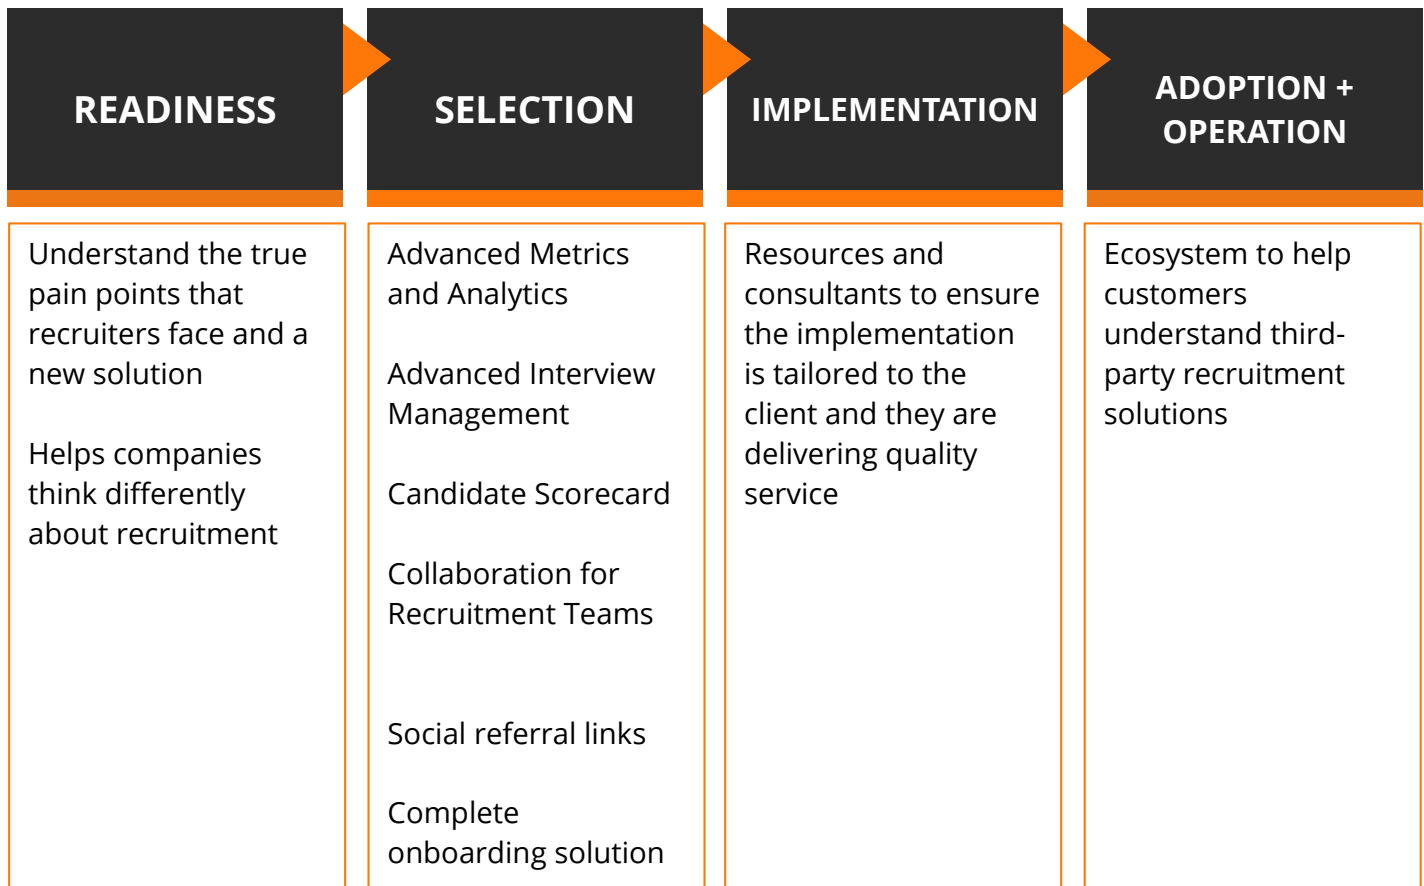 READINESS
SELECTION
IMPLEMENTATION
ADOPTION +
OPERATION
Understand the true
pain points that
recruiters face and a
new solution
Helps companies
think differently
about recruitment
Advanced Metrics
and Analytics
Advanced Interview
Management
Candidate Scorecard
Collaboration for
Recruitment Teams
Social referral links
Complete
onboarding solution
Resources and
consultants to ensure
the implementation
is tailored to the
client and they are
delivering quality
service
Ecosystem to help
customers
understand third-
party recruitment
solutions